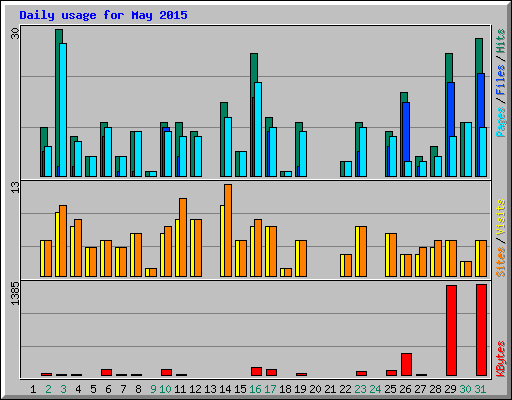 Daily usage for May 2015
30
Pages / Files / Hits
13
Sites / Visits
1385
KBytes
1 2 3 4 5 6 7 8 9 10 11 12 13 14 15 16 17 18 19 20 21 22 23 24 25 26 27 28 29 30 31